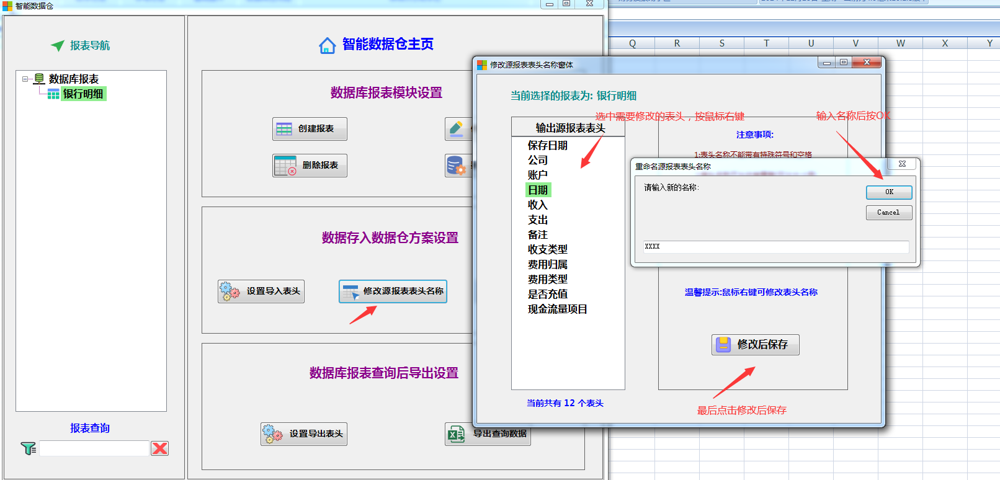 智能数据仓
报表导航
数据库报表
银行明细
报表查询
智能数据仓主页
数据库报表模块设置
创建报表
删除报表
数据存入数据仓方案设置
设置导入表头
修改源报表表头名称
数据库报表查询后导出设置
设置导出表头
导出查询数据
Q R S T U V W X Y
修改源报表表头名称窗体
当前选择的报表为: 银行明细
选中需要修改的表头，按鼠标右键
输入名称后按OK
输出源报表表头
保存日期
公司
账户
日期
收入
支出
备注
收支类型
费用归属
费用类型
是否充值
现金流量项目
当前共有 12 个表头
注意事项:
1:表头名称不能带有特殊符号和空格
重命名源报表表头名称
请输入新的名称:
OK
Cancel
XXXX
温馨提示:鼠标右键可修改表头名称
修改后保存
最后点击修改后保存